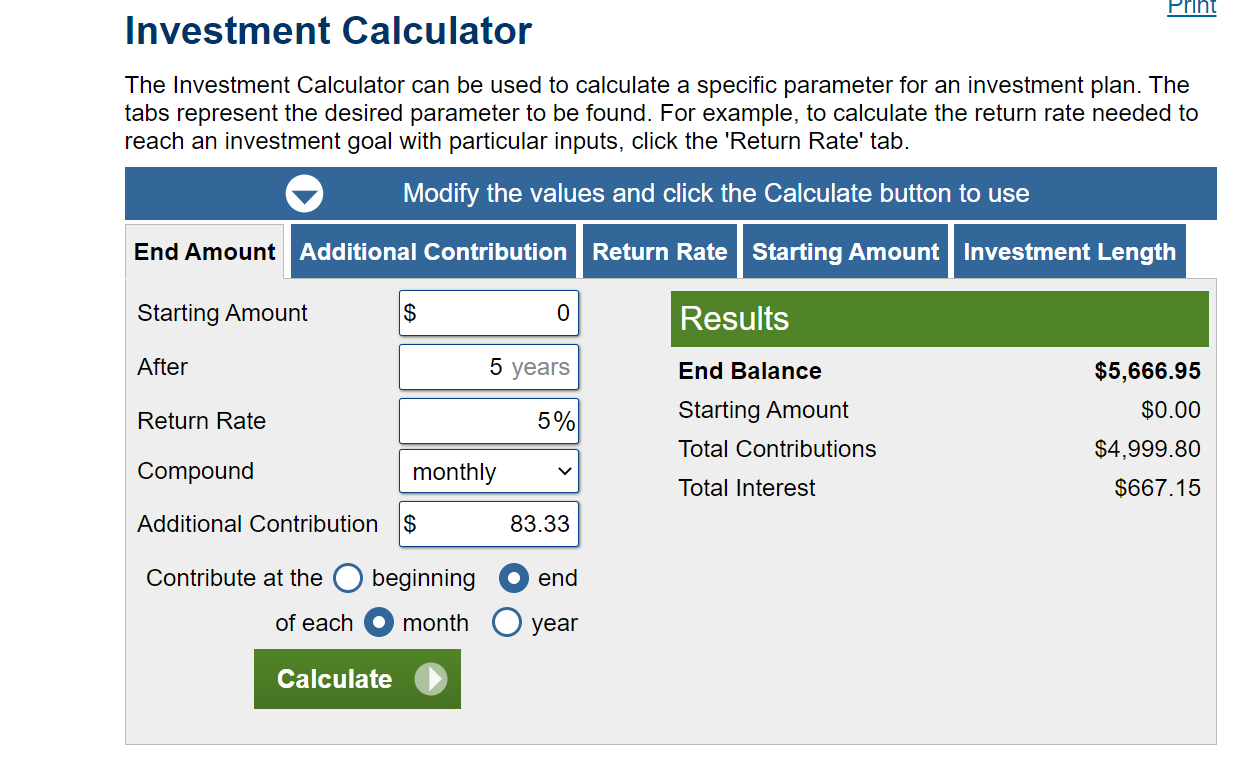 Print
Investment Calculator
The Investment Calculator can be used to calculate a specific parameter for an investment plan. The
tabs represent the desired parameter to be found. For example, to calculate the return rate needed to
reach an investment goal with particular inputs, click the 'Return Rate' tab.
Modify the values and click the Calculate button to use
End Amount Additional Contribution Return Rate Starting Amount Investment Length
Starting Amount $ 0
After 5 years
Return Rate 5%
Compound monthly
Additional Contribution $ 83.33
Contribute at the beginning end
of each month year
Calculate
Results
End Balance $5,666.95
Starting Amount $0.00
Total Contributions $4,999.80
Total Interest $667.15